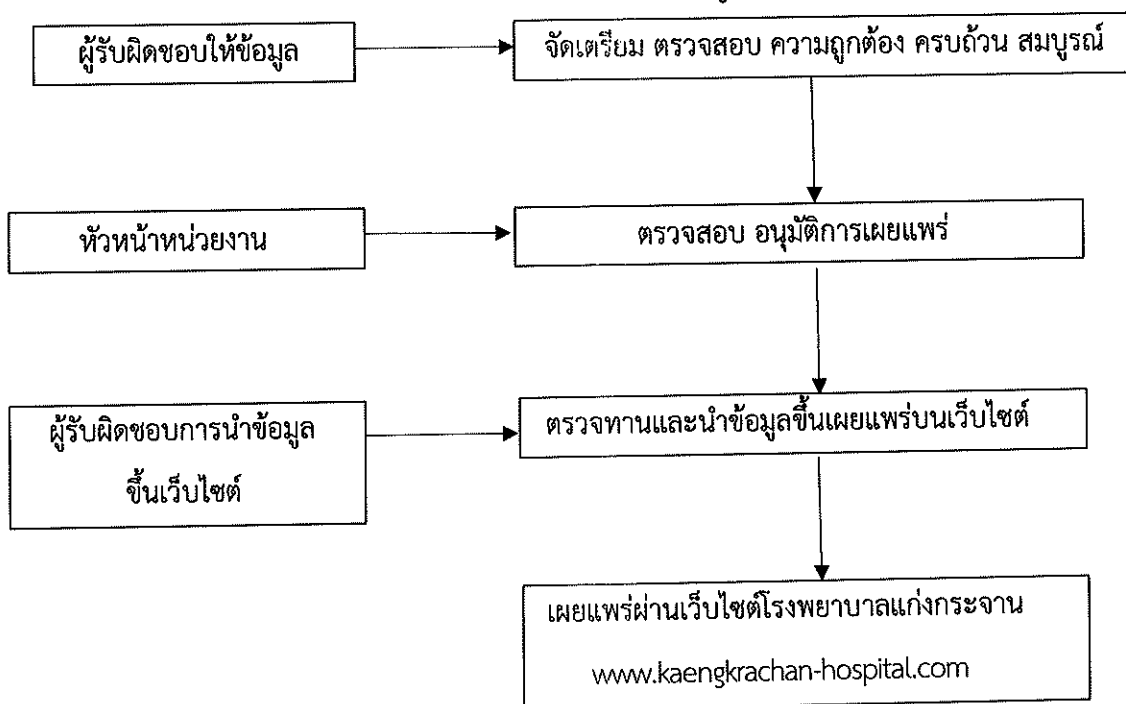 ผู้รับผิดชอบให้ข้อมูล
จัดเตรียม ตรวจสอบ ความถูกต้อง ครบถ้วน สมบูรณ์
หัวหน้าหน่วยงาน
ตรวจสอบ อนุมัติการเผยแพร่
ผู้รับผิดชอบการนำข้อมูล
ขึ้นเว็บไซต์
ตรวจทานและนำข้อมูลขึ้นเผยแพร่บนเว็บไซต์
เผยแพร่ผ่านเว็บไซต์โรงพยาบาลแก่งกระจาน
www.kaengkrachan-hospital.com